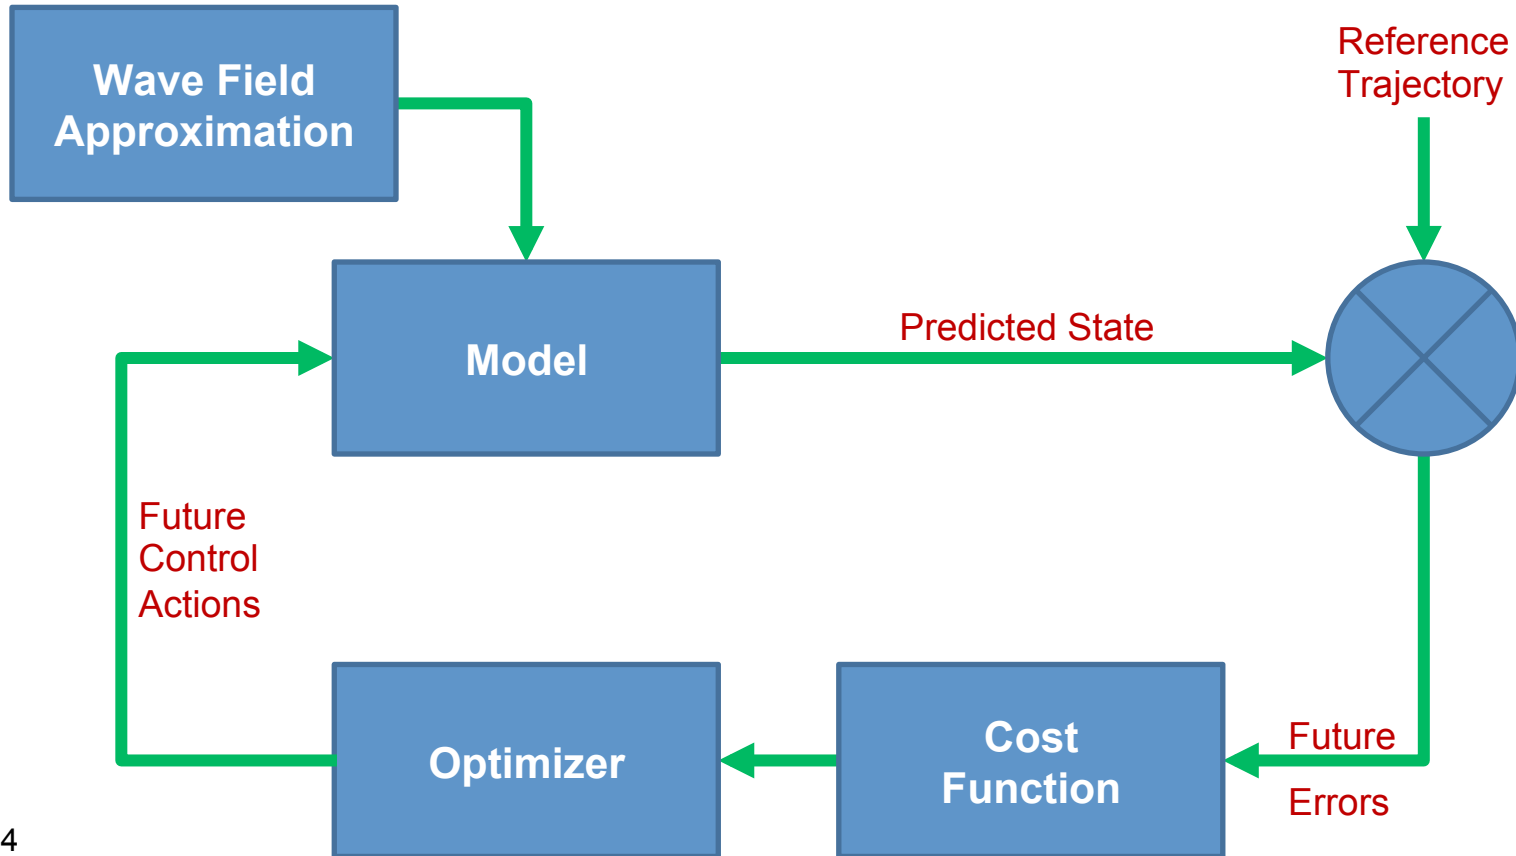 Wave Field
Approximation
Reference
Trajectory
Predicted State
Model
Future
Control
Actions
Optimizer
Cost
Function
Future
Errors
4